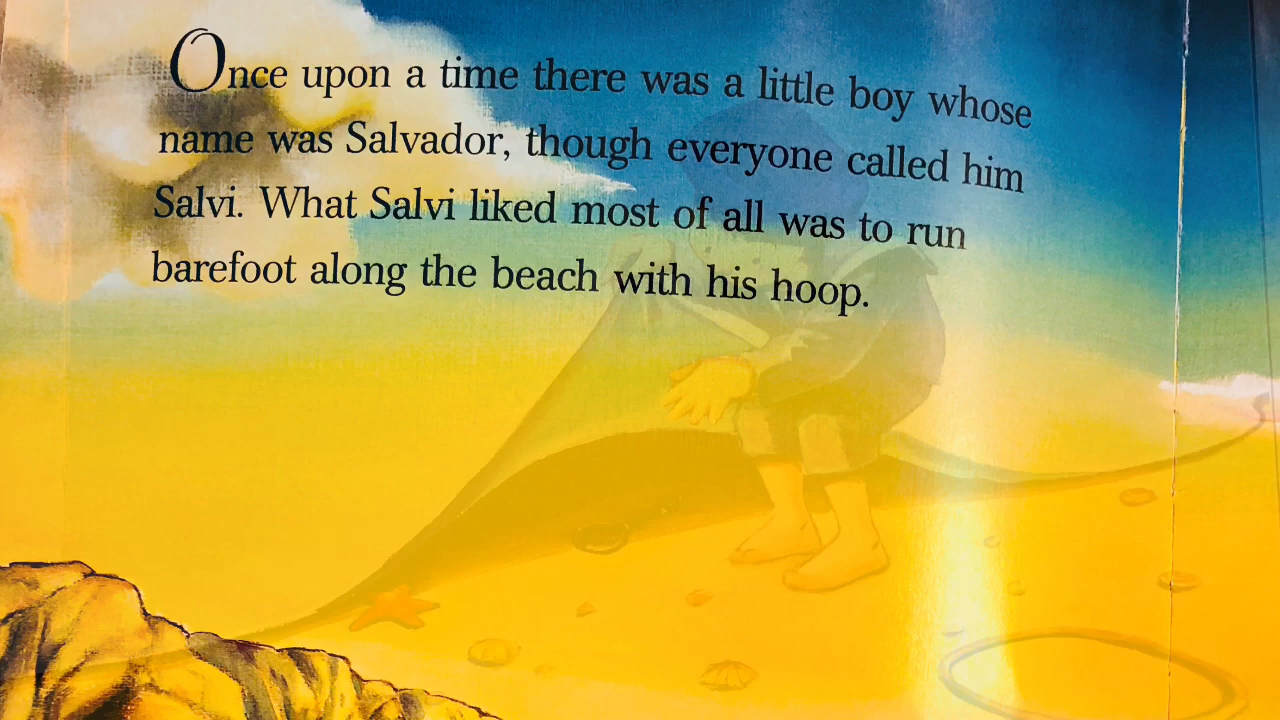 Once upon a time there was a little boy whose
name was Salvador, though everyone called him
Salvi. What Salvi liked most of all was to run
barefoot along the beach with his hoop.